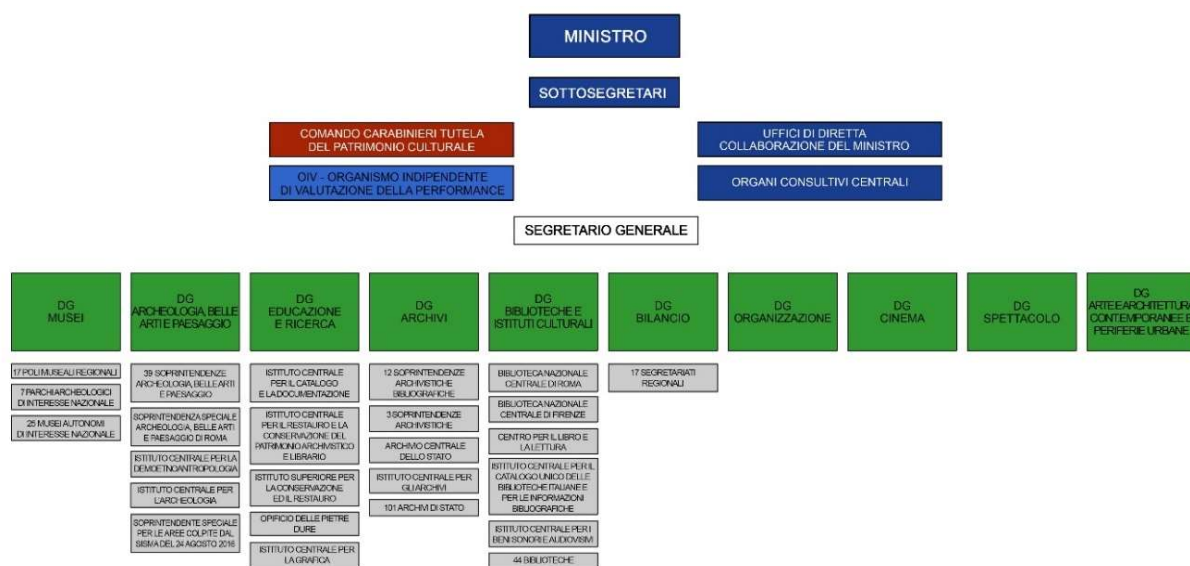 MINISTRO
SOTTOSEGRETARI
COMANDO CARABINIERI TUTELA
DEL PATRIMONIO CULTURALE
UFFICI DI DIRETTA
COLLABORAZIONE DEL MINISTRO
OIV - ORGANISMO INDIPENDENTE
DI VALUTAZIONE DELLA PERFORMANCE
ORGANI CONSULTIVI CENTRALI
SEGRETARIO GENERALE
DG
MUSEI
DG
ARCHEOLOGIA, BELLE
ARTI E PAESAGGIO
DG
EDUCAZIONE
E RICERCA
DG
ARCHIVI
DG
BIBLIOTECHE E
ISTITUTI CULTURALI
DG
BILANCIO
DG
ORGANIZZAZIONE
DG
CINEMA
DG
SPETTACOLO
DG
ARTE E ARCHITETTURA
CONTEMPORANEE E
PERIFERIE URBANE
17 POLI MUSEALI REGIONALI
7 PARCHI ARCHEOLOGICI
DI INTERESSE NAZIONALE
25 MUSEI AUTONOMI
DI INTERESSE NAZIONALE
39 SOPRINTENDENZE
ARCHEOLOGIA, BELLE ARTI
E PAESAGGIO
SOPRINTENDENZA SPECIALE
ARCHEOLOGIA, BELLE ARTI
E PAESAGGIO DI ROMA
ISTITUTO CENTRALE PER LA
DEMOETNOANTROPOLOGIA
ISTITUTO CENTRALE PER
L'ARCHEOLOGIA
SOPRINTENDENTE SPECIALE
PER LE AREE COLPITE DAL
SISMA DEL 24 AGOSTO 2016
ISTITUTO CENTRALE
PER IL CATALOGO
E LA DOCUMENTAZIONE
ISTITUTO CENTRALE
PER IL RESTAURO E LA
CONSERVAZIONE DEL
PATRIMONIO ARCHIVISTICO
E LIBRARIO
ISTITUTO SUPERIORE PER
LA CONSERVAZIONE
ED IL RESTAURO
OPIFICIO DELLE PIETRE
DURE
ISTITUTO CENTRALE PER
LA GRAFICA
12 SOPRINTENDENZE
ARCHIVISTICHE
BIBLIOGRAFICHE
3 SOPRINTENDENZE
ARCHIVISTICHE
ARCHIVIO CENTRALE
DELLO STATO
ISTITUTO CENTRALE PER
GLI ARCHIVI
101 ARCHIVI DI STATO
BIBLIOTECA NAZIONALE
CENTRALE DI ROMA
BIBLIOTECA NAZIONALE
CENTRALE DI FIRENZE
CENTRO PER IL LIBRO E
LA LETTURA
ISTITUTO CENTRALE PER IL
CATALOGO UNICO DELLE
BIBLIOTECHE ITALIANE E
PER LE INFORMAZIONI
BIBLIOGRAFICHE
ISTITUTO CENTRALE PER I
BENI SONORI E AUDIOVISIVI
44 BIBLIOTECHE
17 SEGRETARIATI
REGIONALI